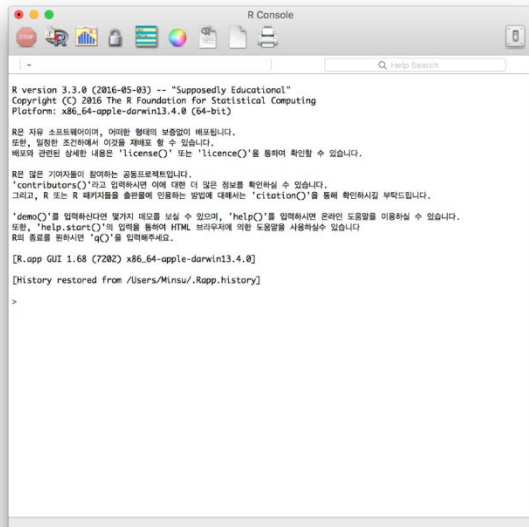 R Console
STOP
~
Help Search
R version 3.3.0 (2016-05-03) -- "Supposedly Educational"
Copyright (C) 2016 The R Foundation for Statistical Computing
Platform: x86_64-apple-darwin13.4.0 (64-bit)
R은 자유 소프트웨어이며, 어떠한 형태의 보증없이 배포됩니다.
또한, 일정한 조건하에서 이것을 재배포 할 수 있습니다.
배포와 관련된 상세한 내용은 'license()' 또는 'licence()'을 통하여 확인할 수 있습니다.
R은 많은 기여자들이 참여하는 공동프로젝트입니다.
'contributors()'라고 입력하시면 이에 대한 더 많은 정보를 확인하실 수 있습니다.
그리고, R 또는 R 패키지들을 출판물에 인용하는 방법에 대해서는 'citation()'을 통해 확인하시길 부탁드립니다.
'demo()'를 입력하신다면 몇가지 데모를 보실 수 있으며, 'help()'를 입력하시면 온라인 도움말을 이용하실 수 있습니다.
또한, 'help.start()'의 입력을 통하여 HTML 브라우저에 의한 도움말을 사용하실수 있습니다
R의 종료를 원하시면 'q()'을 입력해주세요.
[R.app GUI 1.68 (7202) x86_64-apple-darwin13.4.0]
[History restored from /Users/Minsu/.Rapp.history]
>